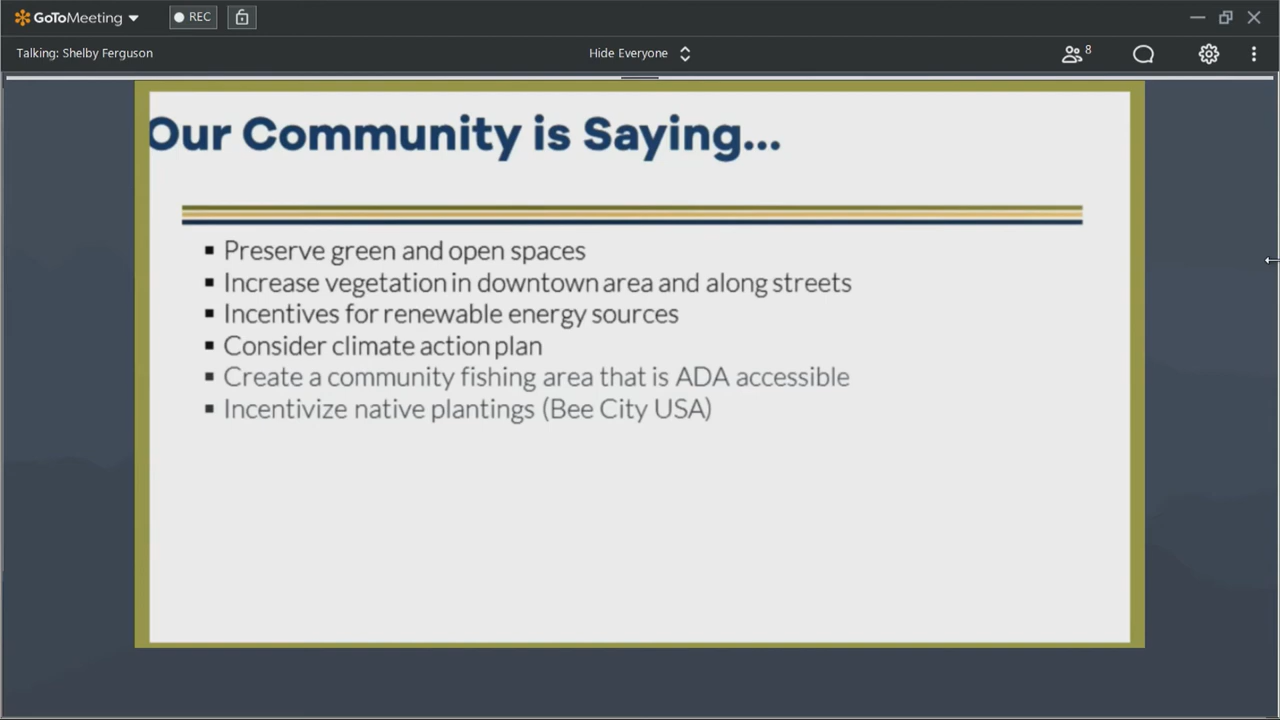 GoToMeeting
REC
Talking: Shelby Ferguson
Hide Everyone
8
Our Community is Saying...
Preserve green and open spaces
Increase vegetation in downtown area and along streets
Incentives for renewable energy sources
Consider climate action plan
Create a community fishing area that is ADA accessible
Incentivize native plantings (Bee City USA)